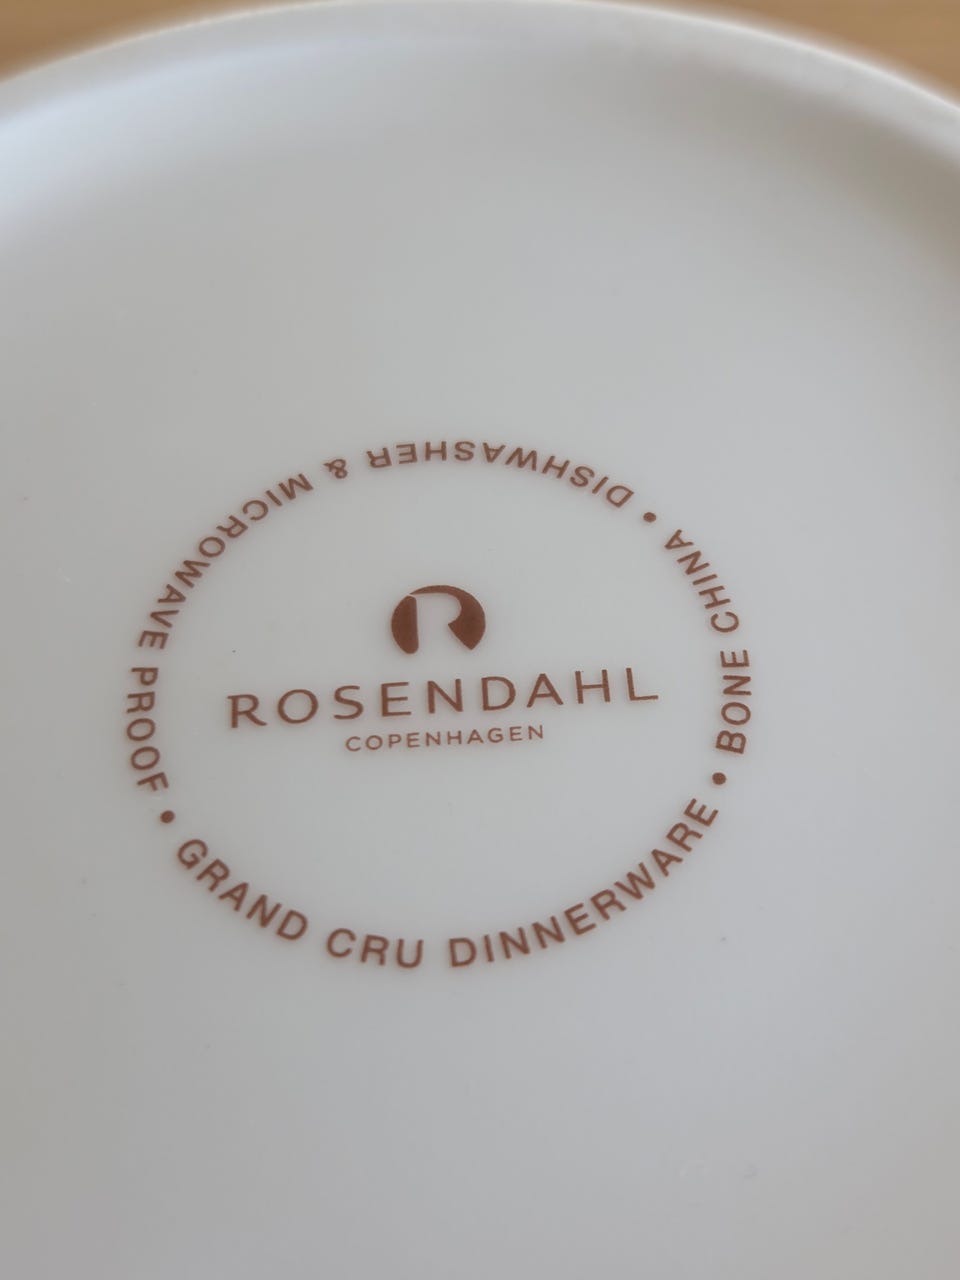 ROSENDAHL
COPENHAGEN
GRAND CRU DINNERWARE • BONE CHINA • DISHWASHER & MICROWAVE PROOF •